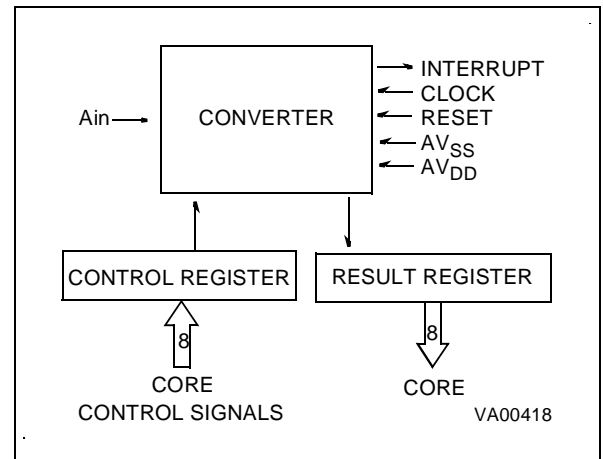 INTERRUPT
CLOCK
Ain
CONVERTER
RESET
AVSS
AVDD
CONTROL REGISTER
RESULT REGISTER
8
8
CORE
CONTROL SIGNALS
CORE
VA00418